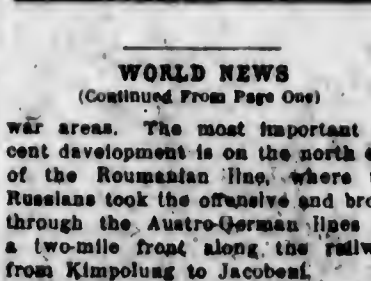 WORLD NEWS
(Continued From Page One)
war areas. The most important
cent davelopment is on the north
of the Roumanian line, where
Russians took the offensive and bro
through the Austro-German lines
a two-mile front along the railw
from Kimpolung to Jacobeni,